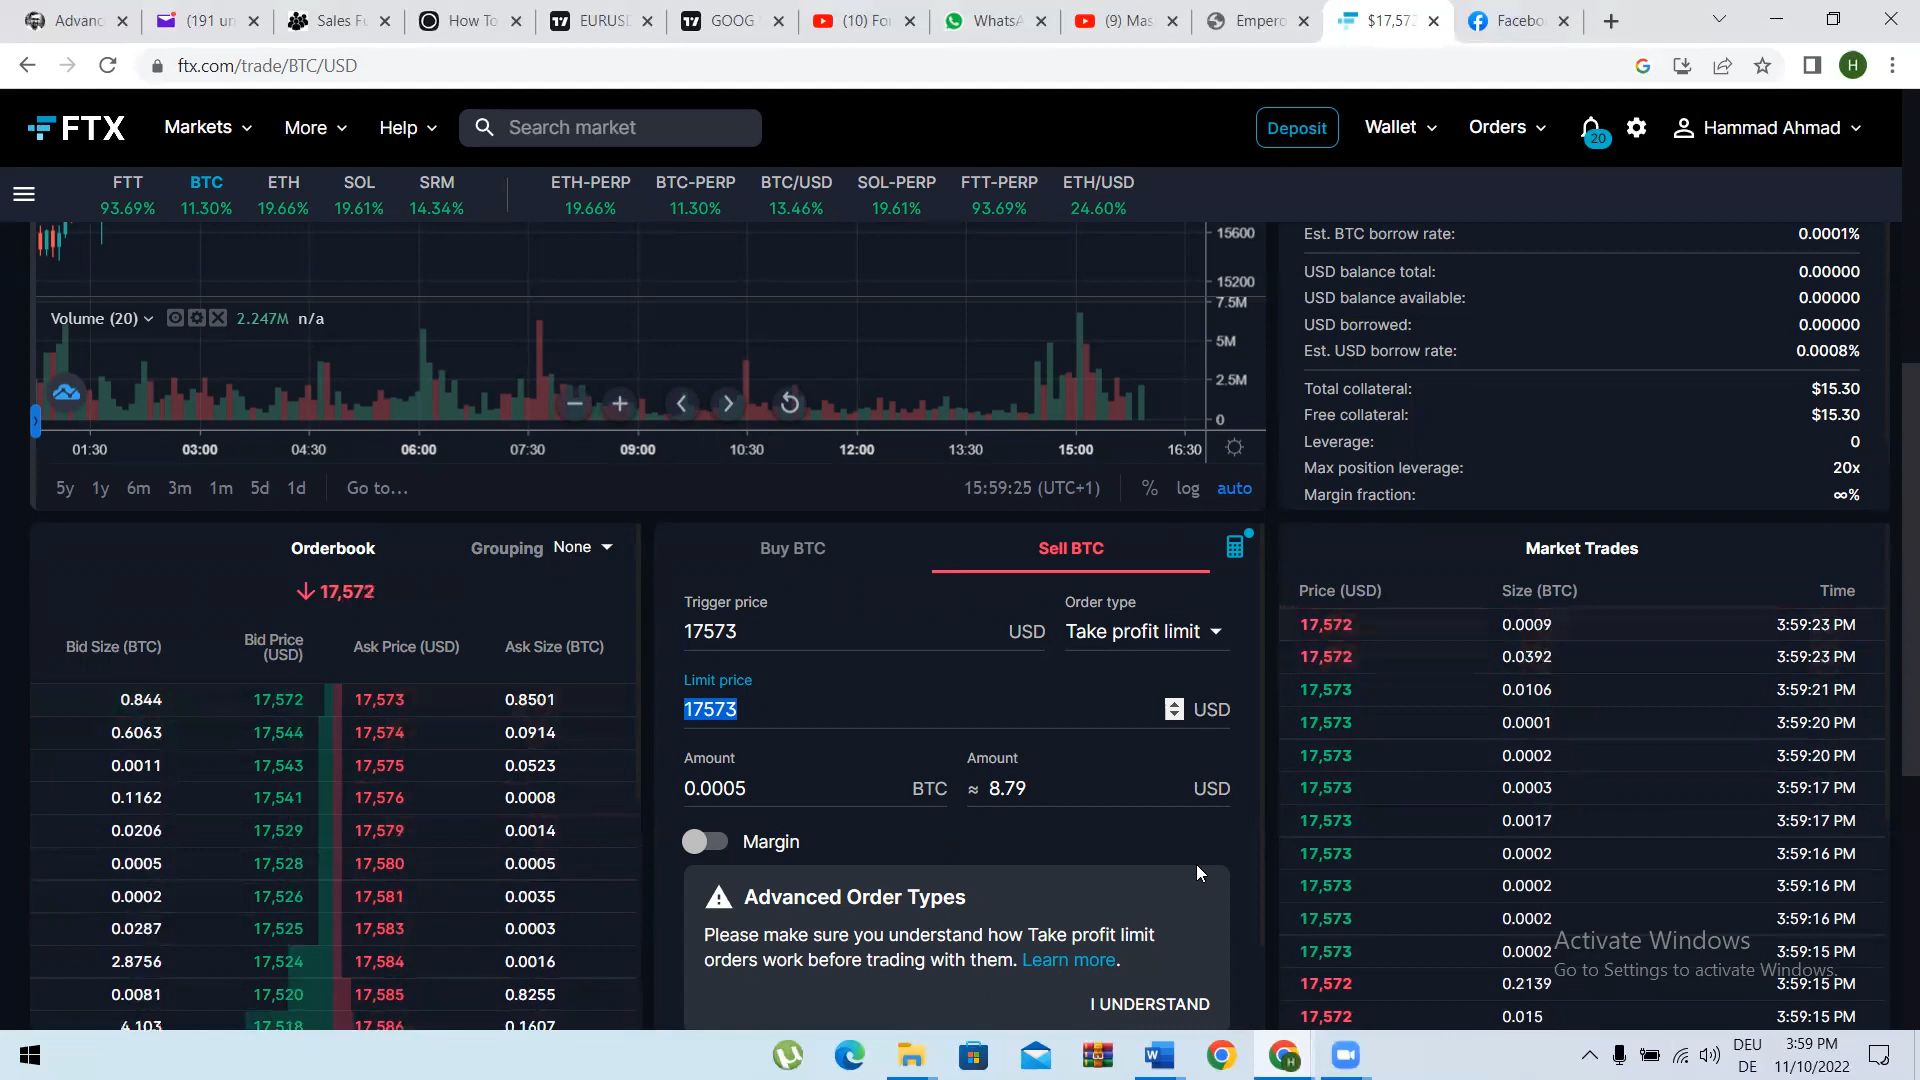 Advanc
(191 un
Sales Fu
How To
EURUSD
GOOG
(10) Fo
WhatsA
(9) Mas
Empero
$17,572
Facebo
ftx.com/trade/BTC/USD
H
FTX
Markets
More
Help
Search market
Deposit
Wallet
Orders
20
Hammad Ahmad
FTT BTC ETH SOL SRM ETH-PERP BTC-PERP BTC/USD SOL-PERP FTT-PERP ETH/USD
93.69% 11.30% 19.66% 19.61% 14.34% 19.66% 11.30% 13.46% 19.61% 93.69% 24.60%
15600
15200
Volume (20) 2.247M n/a
7.5M
5M
2.5M
0
01:30 03:00 04:30 06:00 07:30 09:00 10:30 12:00 13:30 15:00 16:30
5y 1y 6m 3m 1m 5d 1d Go to... 15:59:25 (UTC+1) % log auto
Est. BTC borrow rate: 0.0001%
USD balance total: 0.00000
USD balance available: 0.00000
USD borrowed: 0.00000
Est. USD borrow rate: 0.0008%
Total collateral: $15.30
Free collateral: $15.30
Leverage: 0
Max position leverage: 20x
Margin fraction: ∞%
Orderbook Grouping None
17,572
Bid Size (BTC) Bid Price (USD) Ask Price (USD) Ask Size (BTC)
0.844 17,572 17,573 0.8501
0.6063 17,544 17,574 0.0914
0.0011 17,543 17,575 0.0523
0.1162 17,541 17,576 0.0008
0.0206 17,529 17,579 0.0014
0.0005 17,528 17,580 0.0005
0.0002 17,526 17,581 0.0035
0.0287 17,525 17,583 0.0003
2.8756 17,524 17,584 0.0016
0.0081 17,520 17,585 0.8255
4.103 17,518 17,586 0.1607
Buy BTC Sell BTC
Trigger price Order type
17573 USD Take profit limit
Limit price
17573 USD
Amount Amount
0.0005 BTC ≈ 8.79 USD
Margin
Advanced Order Types
Please make sure you understand how Take profit limit
orders work before trading with them. Learn more.
I UNDERSTAND
Market Trades
Price (USD) Size (BTC) Time
17,572 0.0009 3:59:23 PM
17,572 0.0392 3:59:23 PM
17,573 0.0106 3:59:21 PM
17,573 0.0001 3:59:20 PM
17,573 0.0002 3:59:20 PM
17,573 0.0003 3:59:17 PM
17,573 0.0017 3:59:17 PM
17,573 0.0002 3:59:16 PM
17,573 0.0002 3:59:16 PM
17,573 0.0002 3:59:16 PM
17,573 0.0002 3:59:15 PM
17,572 0.2139 3:59:15 PM
17,572 0.015 3:59:15 PM
Activate Windows
Go to Settings to activate Windows.
DEU
DE
3:59 PM
11/10/2022